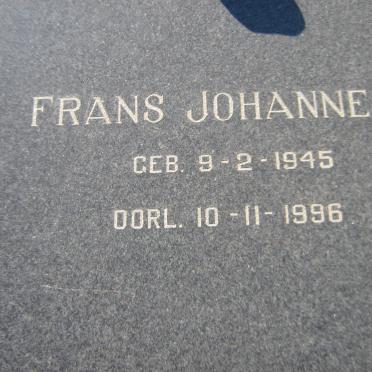 FRANS JOHANNE
GEB. 9-2-1945
OORL. 10-11-1996